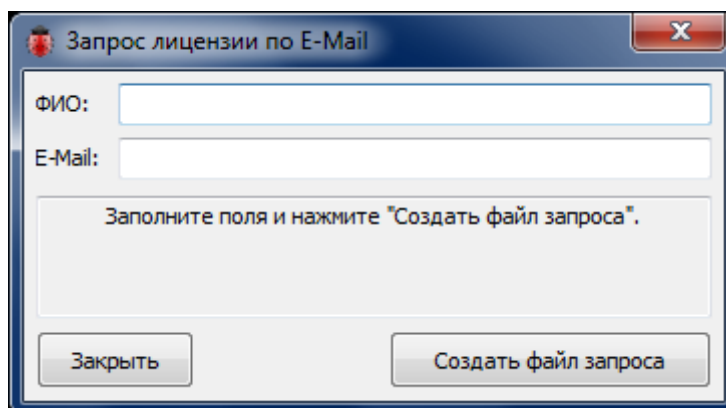 Запрос лицензии по E-Mail
ФИО:
E-Mail:
Заполните поля и нажмите "Создать файл запроса".
Закрыть
Создать файл запроса